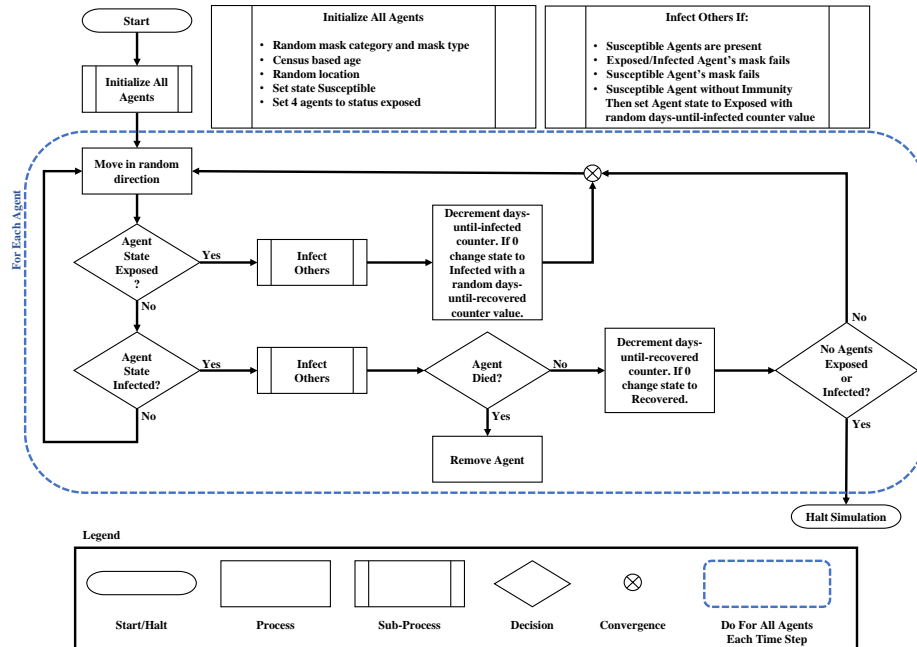 Start
Initialize All
Agents
Initialize All Agents
• Random mask category and mask type
• Census based age
• Random location
• Set state Susceptible
• Set 4 agents to status exposed
Infect Others If:
• Susceptible Agents are present
• Exposed/Infected Agent's mask fails
• Susceptible Agent's mask fails
• Susceptible Agent without Immunity
Then set Agent state to Exposed with
random days-until-infected counter value
For Each Agent
Move in random
direction
Agent
State
Exposed
?
Yes
No
Infect
Others
Decrement days-
until-infected
counter. If 0
change state to
Infected with a
random days-
until-recovered
counter value.
Agent
State
Infected?
Yes
No
Infect
Others
Agent
Died?
No
Yes
Remove Agent
Decrement days-
until-recovered
counter. If 0
change state to
Recovered.
No
No Agents
Exposed
or
Infected?
Yes
Halt Simulation
Legend
Start/Halt
Process
Sub-Process
Decision
Convergence
Do For All Agents
Each Time Step